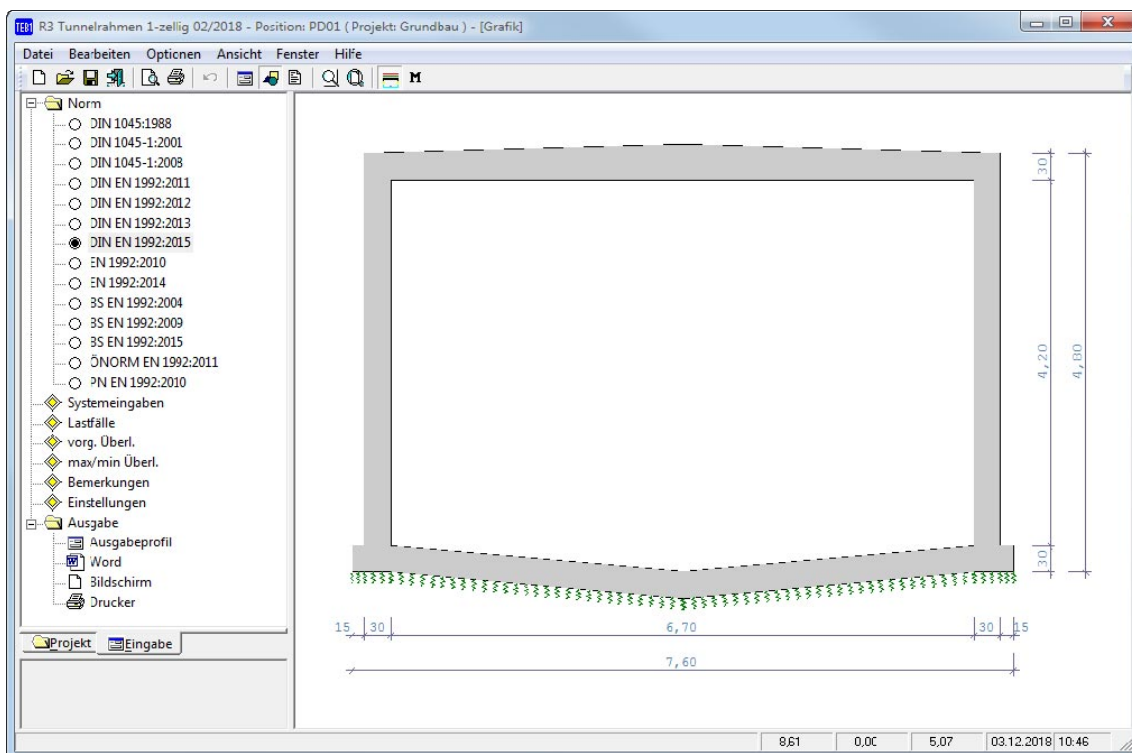 TEB1 R3 Tunnelrahmen 1-zellig 02/2018 - Position: PD01 ( Projekt: Grundbau ) - [Grafik]
Datei Bearbeiten Optionen Ansicht Fenster Hilfe
M
Norm
DIN 1045:1988
DIN 1045-1:2001
DIN 1045-1:2008
DIN EN 1992:2011
DIN EN 1992:2012
DIN EN 1992:2013
DIN EN 1992:2015
EN 1992:2010
EN 1992:2014
BS EN 1992:2004
BS EN 1992:2009
BS EN 1992:2015
ÖNORM EN 1992:2011
PN EN 1992:2010
Systemeingaben
Lastfälle
vorg. Überl.
max/min Überl.
Bemerkungen
Einstellungen
Ausgabe
Ausgabeprofil
Word
Bildschirm
Drucker
Projekt Eingabe
30
4,20
4,80
30
15 30 6,70 30 15
7,60
8,61 0,00 5,07 03.12.2018 10:46